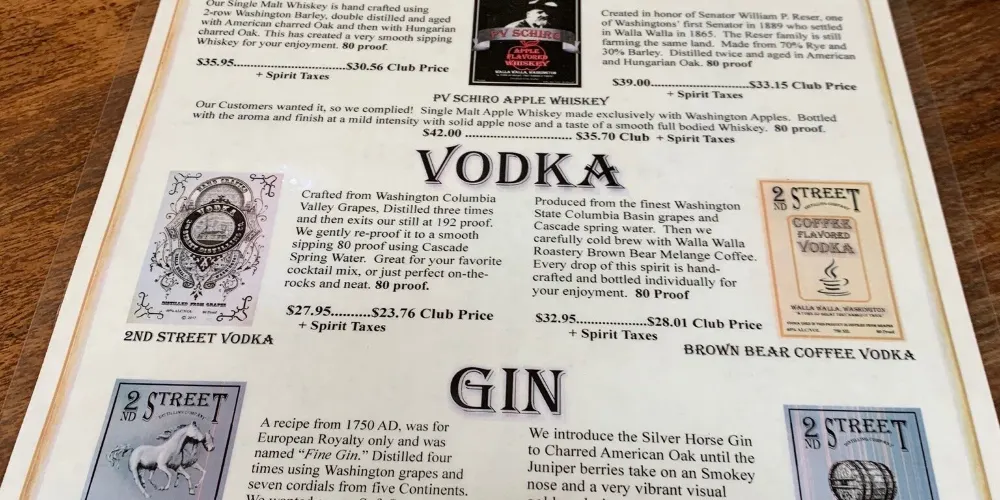 Our Single Malt Whiskey is hand crafted using
2-row Washington Barley, double distilled and aged
with American charred Oak and then with Hungarian
charred Oak. This has created a very smooth sipping
Whiskey for your enjoyment. 80 proof.
$35.95..........................$30.56 Club Price
+ Spirit Taxes
PV SCHIRO
APPLE
FLAVORED
WHISKEY
WALLA WALLA, WASHINGTON
Created in honor of Senator William P. Reser, one
of Washingtons' first Senator in 1889 who settled
in Walla Walla in 1865. The Reser family is still
farming the same land. Made from 70% Rye and
30% Barley. Distilled twice and aged in American
and Hungarian Oak. 80 proof
$39.00........................$33.15 Club Price
+ Spirit Taxes
PV SCHIRO APPLE WHISKEY
Our Customers wanted it, so we complied! Single Malt Apple Whiskey made exclusively with Washington Apples. Bottled
with the aroma and finish at a mild intensity with solid apple nose and a taste of a smooth full bodied Whiskey. 80 proof.
$42.00 ................................ $35.70 Club + Spirit Taxes
VODKA
VODKA
DISTILLED FROM GRAPES
2ND STREET VODKA
Crafted from Washington Columbia
Valley Grapes, Distilled three times
and then exits our still at 192 proof.
We gently re-proof it to a smooth
sipping 80 proof using Cascade
Spring Water. Great for your favorite
cocktail mix, or just perfect on-the-
rocks and neat. 80 proof.
$27.95..........$23.76 Club Price
+ Spirit Taxes
Produced from the finest Washington
State Columbia Basin grapes and
Cascade spring water. Then we
carefully cold brew with Walla Walla
Roastery Brown Bear Melange Coffee.
Every drop of this spirit is hand-
crafted and bottled individually for
your enjoyment. 80 Proof
$32.95..................$28.01 Club Price
+ Spirit Taxes
2ND STREET
COFFEE
FLAVORED
VODKA
WALLA WALLA, WASHINGTON
BROWN BEAR COFFEE VODKA
GIN
2ND STREET
DISTILLING COMPANY
A recipe from 1750 AD, was for
European Royalty only and was
named "Fine Gin." Distilled four
times using Washington grapes and
seven cordials from five Continents.
We wanted
We introduce the Silver Horse Gin
to Charred American Oak until the
Juniper berries take on an Smokey
nose and a very vibrant visual
2ND STREET
DISTILLING COMPANY